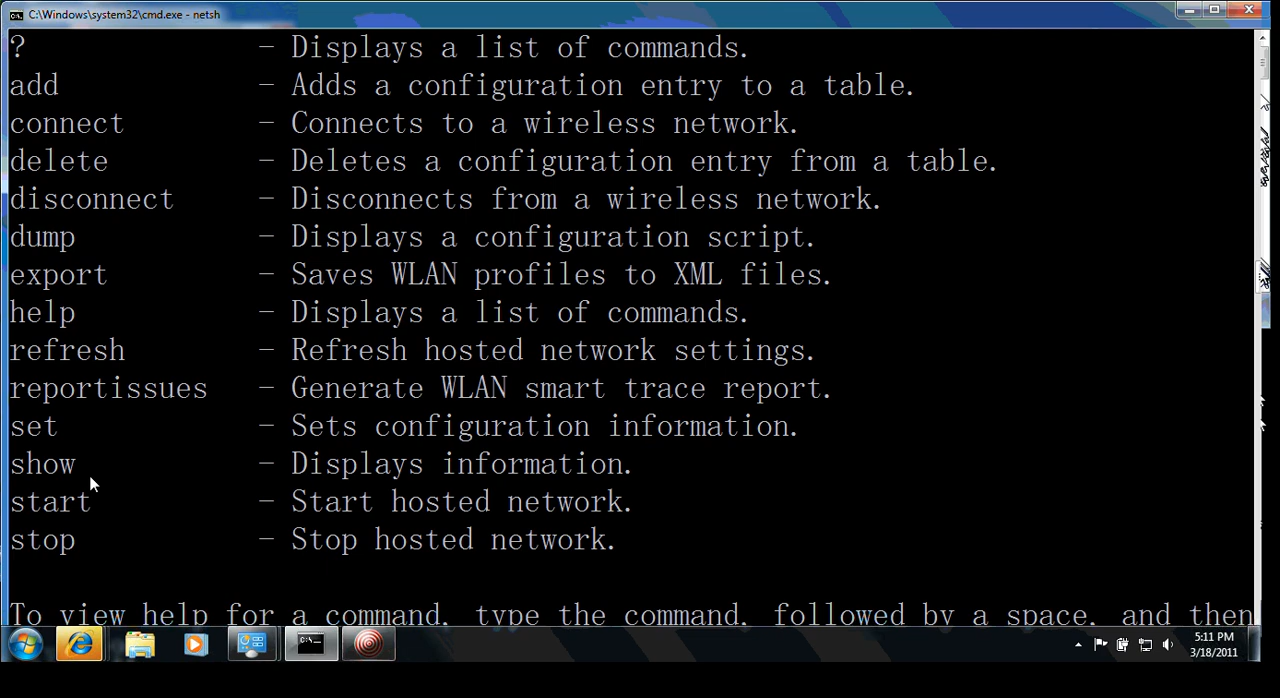 C:\Windows\system32\cmd.exe - netsh
? - Displays a list of commands.
add - Adds a configuration entry to a table.
connect - Connects to a wireless network.
delete - Deletes a configuration entry from a table.
disconnect - Disconnects from a wireless network.
dump - Displays a configuration script.
export - Saves WLAN profiles to XML files.
help - Displays a list of commands.
refresh - Refresh hosted network settings.
reportissues - Generate WLAN smart trace report.
set - Sets configuration information.
show - Displays information.
start - Start hosted network.
stop - Stop hosted network.
To view help for a command, type the command, followed by a space, and then
5:11 PM
3/18/2011